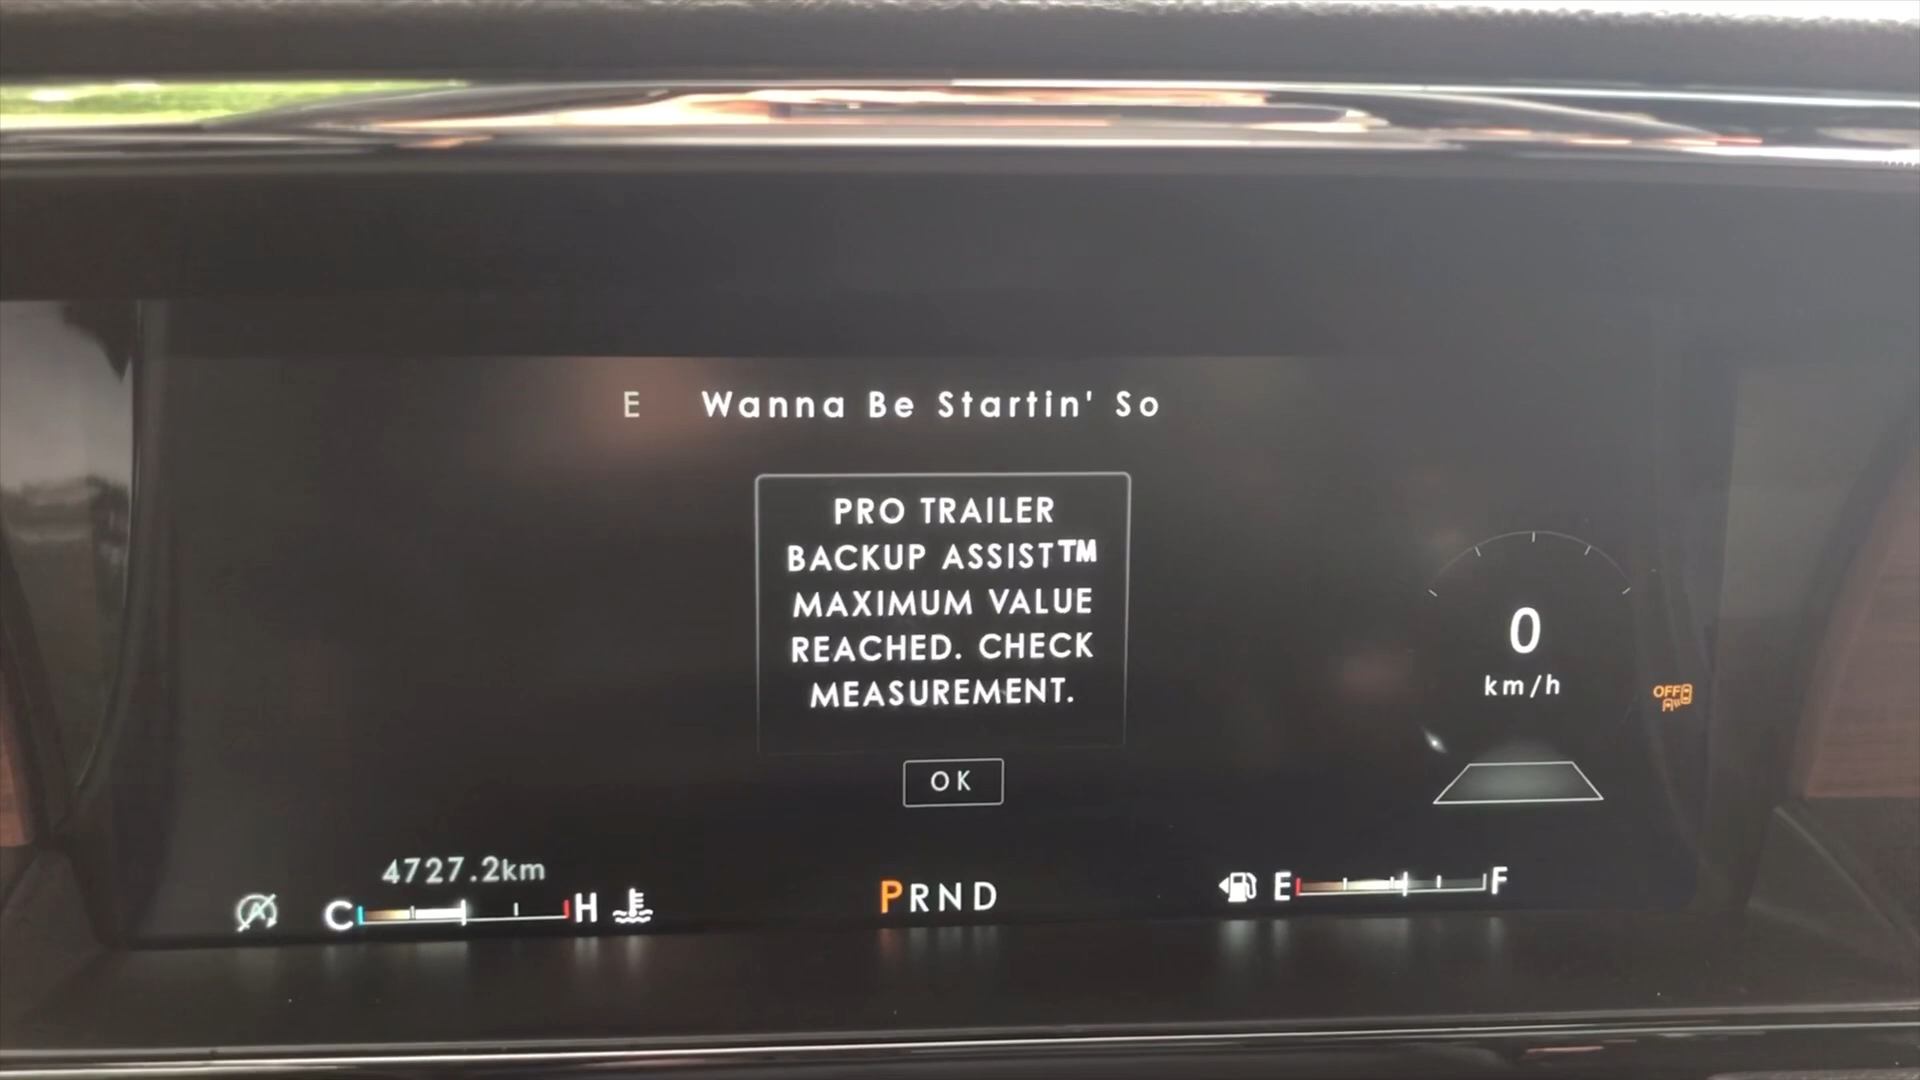 E Wanna Be Startin' So
PRO TRAILER
BACKUP ASSIST™
MAXIMUM VALUE
REACHED. CHECK
MEASUREMENT.
OK
0
km/h
OFF
4727.2km
A
C H
PRND
E F